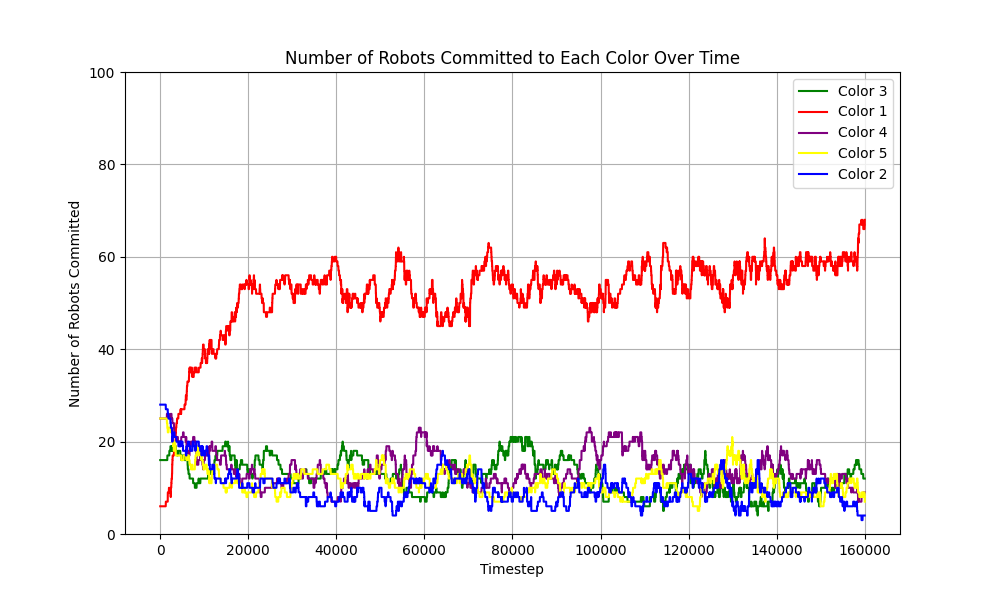 Number of Robots Committed to Each Color Over Time
Number of Robots Committed
100
80
60
40
20
0
Color 3
Color 1
Color 4
Color 5
Color 2
0 20000 40000 60000 80000 100000 120000 140000 160000
Timestep